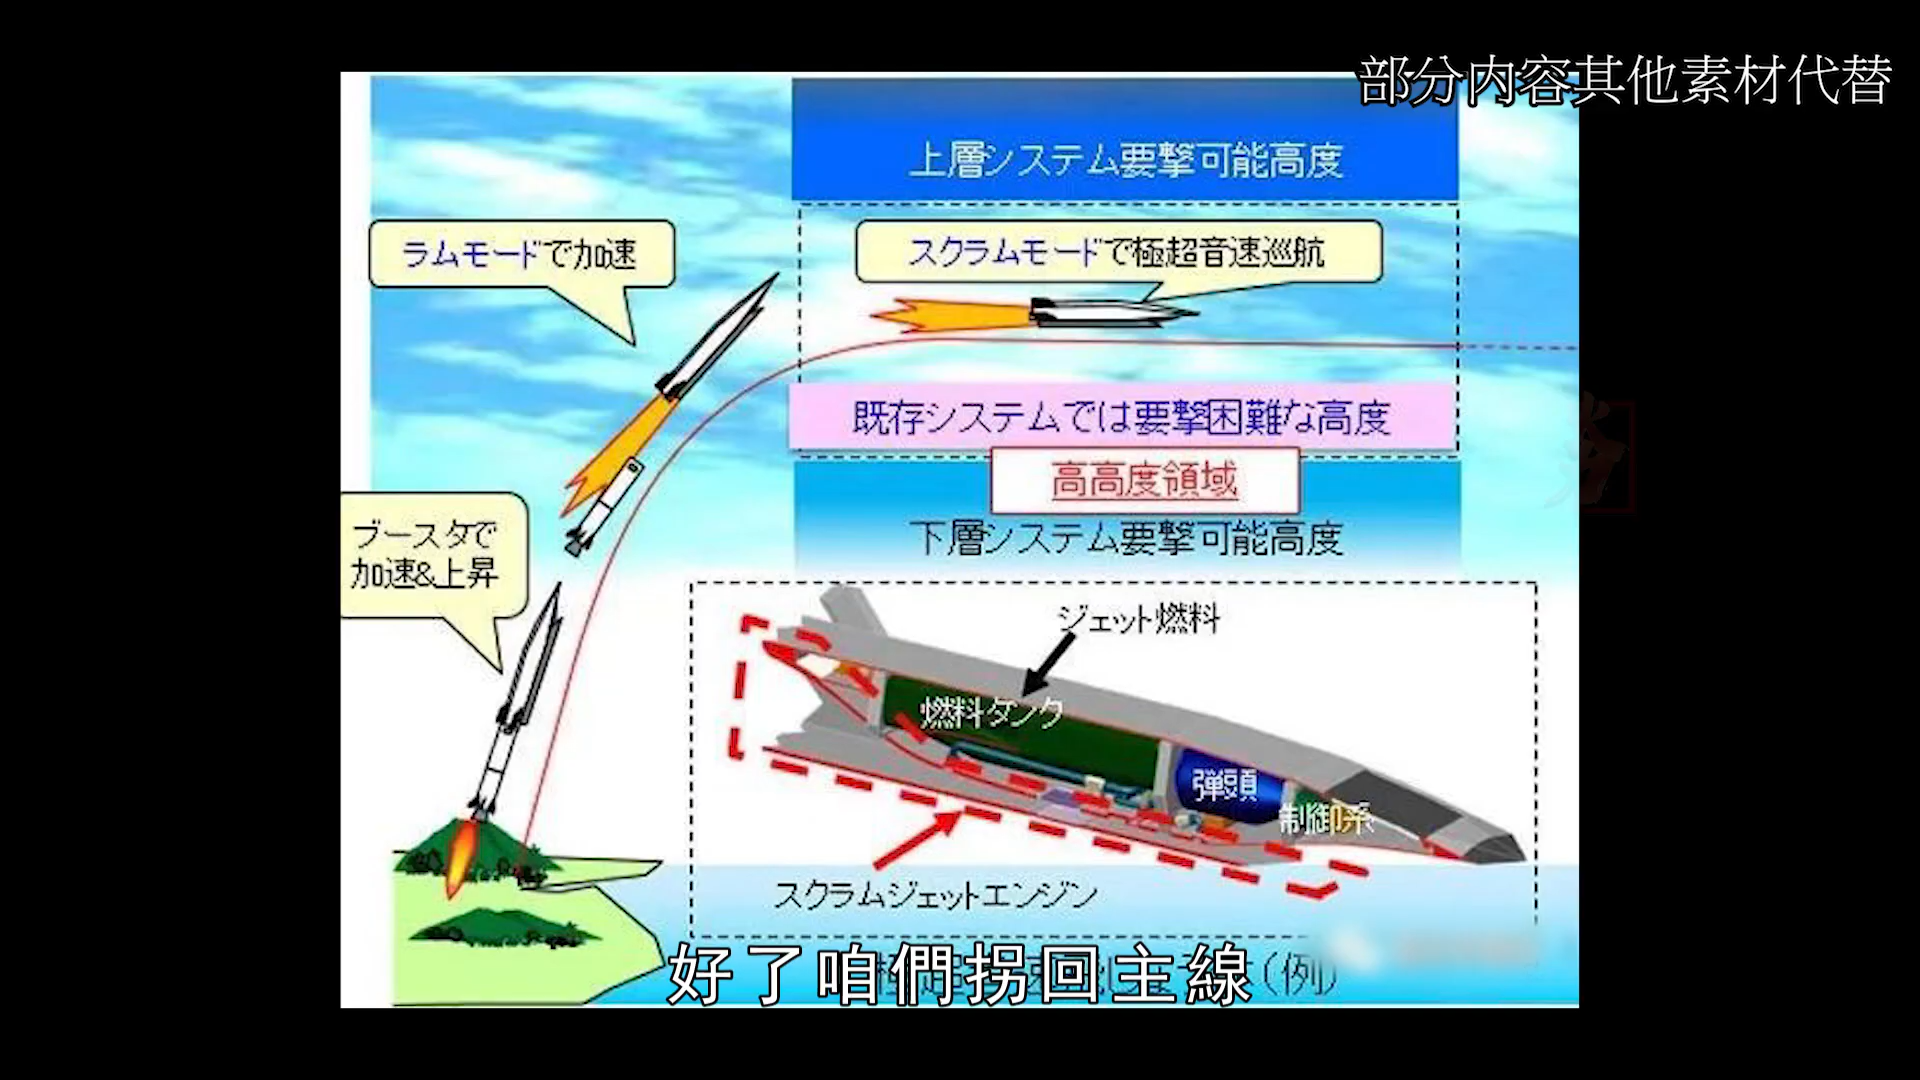 部分内容其他素材代替
上層システム要撃可能高度
ラムモードで加速
スクラムモードで極超音速巡航
既存システムでは要撃困難な高度
高高度領域
下層システム要撃可能高度
ブースタで
加速&上昇
ジェット燃料
燃料タンク
弾頭
制御系
スクラムジェットエンジン
好了咱們拐回主線
(例)